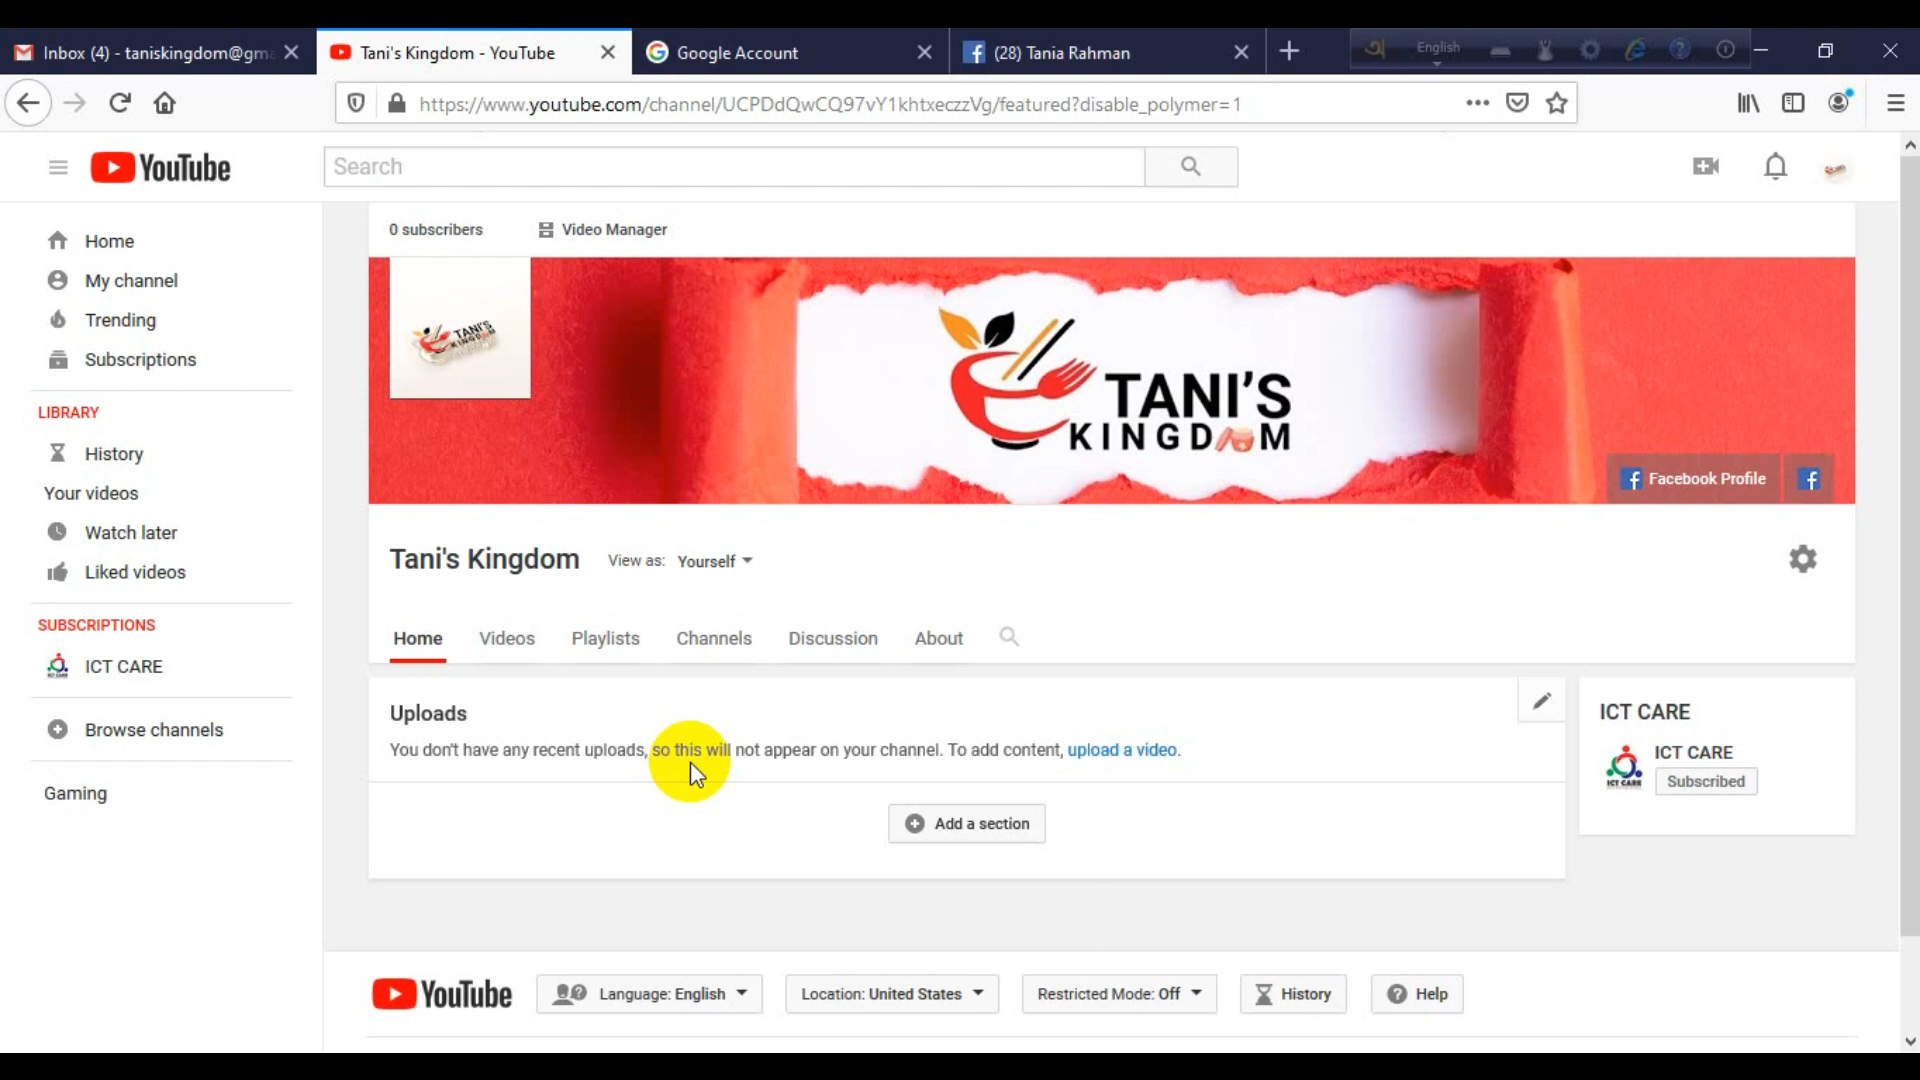 Inbox (4) - taniskingdom@gma
Tani's Kingdom - YouTube
Google Account
(28) Tania Rahman
English
https://www.youtube.com/channel/UCPDdQwCQ97vY1khtxeczzVg/featured?disable_polymer=1
YouTube
Search
Home
My channel
Trending
Subscriptions
LIBRARY
History
Your videos
Watch later
Liked videos
SUBSCRIPTIONS
ICT CARE
Browse channels
Gaming
0 subscribers
Video Manager
TANI'S
KINGDOM
TANI'S
KINGDOM
Facebook Profile
Tani's Kingdom
View as: Yourself
Home
Videos
Playlists
Channels
Discussion
About
Uploads
You don't have any recent uploads, so this will not appear on your channel. To add content, upload a video.
Add a section
ICT CARE
ICT CARE
ICT CARE
Subscribed
YouTube
Language: English
Location: United States
Restricted Mode: Off
History
Help